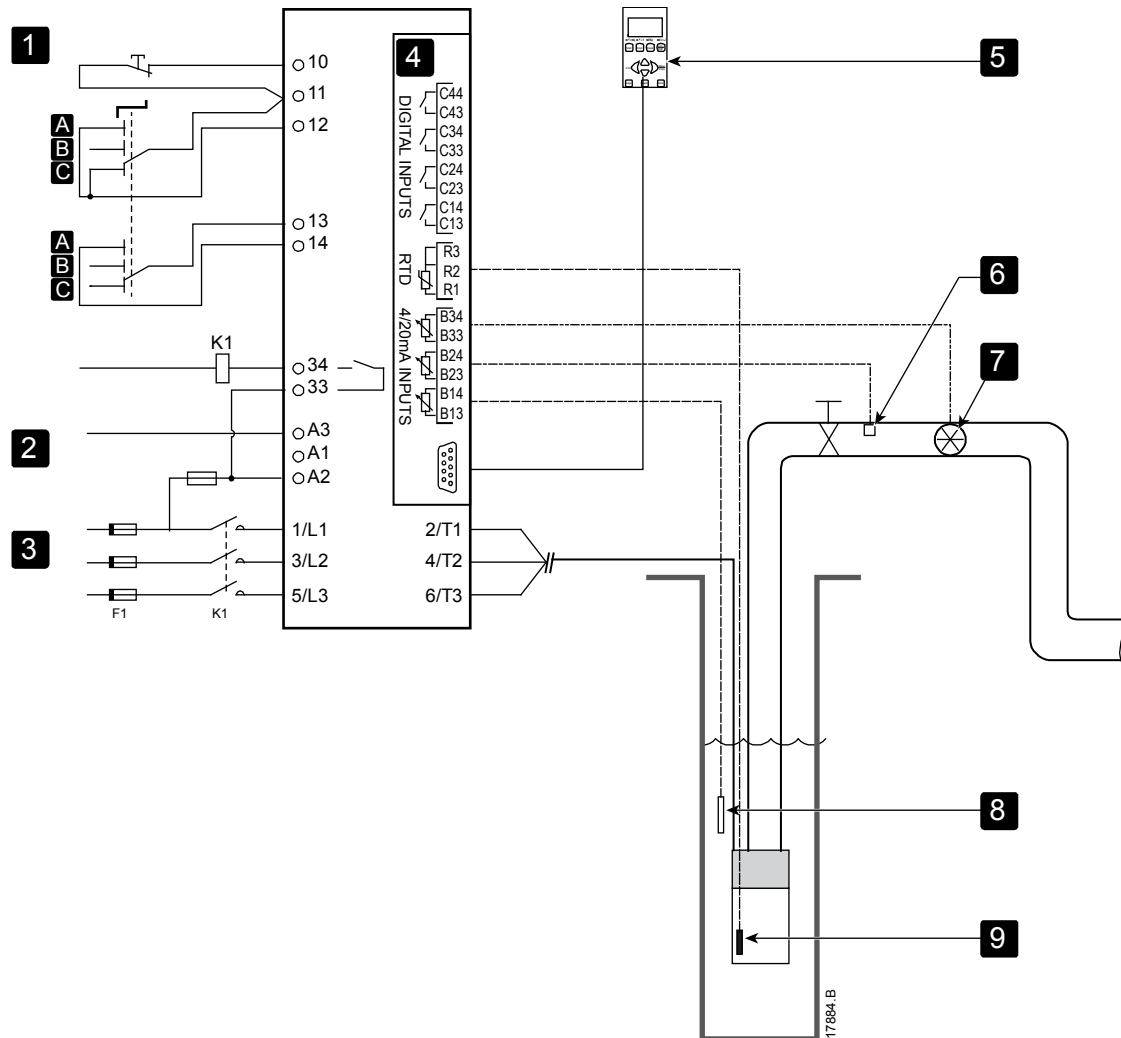 1
10
11
12
A
B
C
13
14
A
B
C
K1
34
33
2
A3
A1
A2
3
1/L1
3/L2
5/L3
F1
K1
2/T1
4/T2
6/T3
4
DIGITAL INPUTS
C44
C43
C34
C33
C24
C23
C14
C13
RTD
R3
R2
R1
4/20mA INPUTS
B34
B33
B24
B23
B14
B13
5
6
7
8
9
17884.B